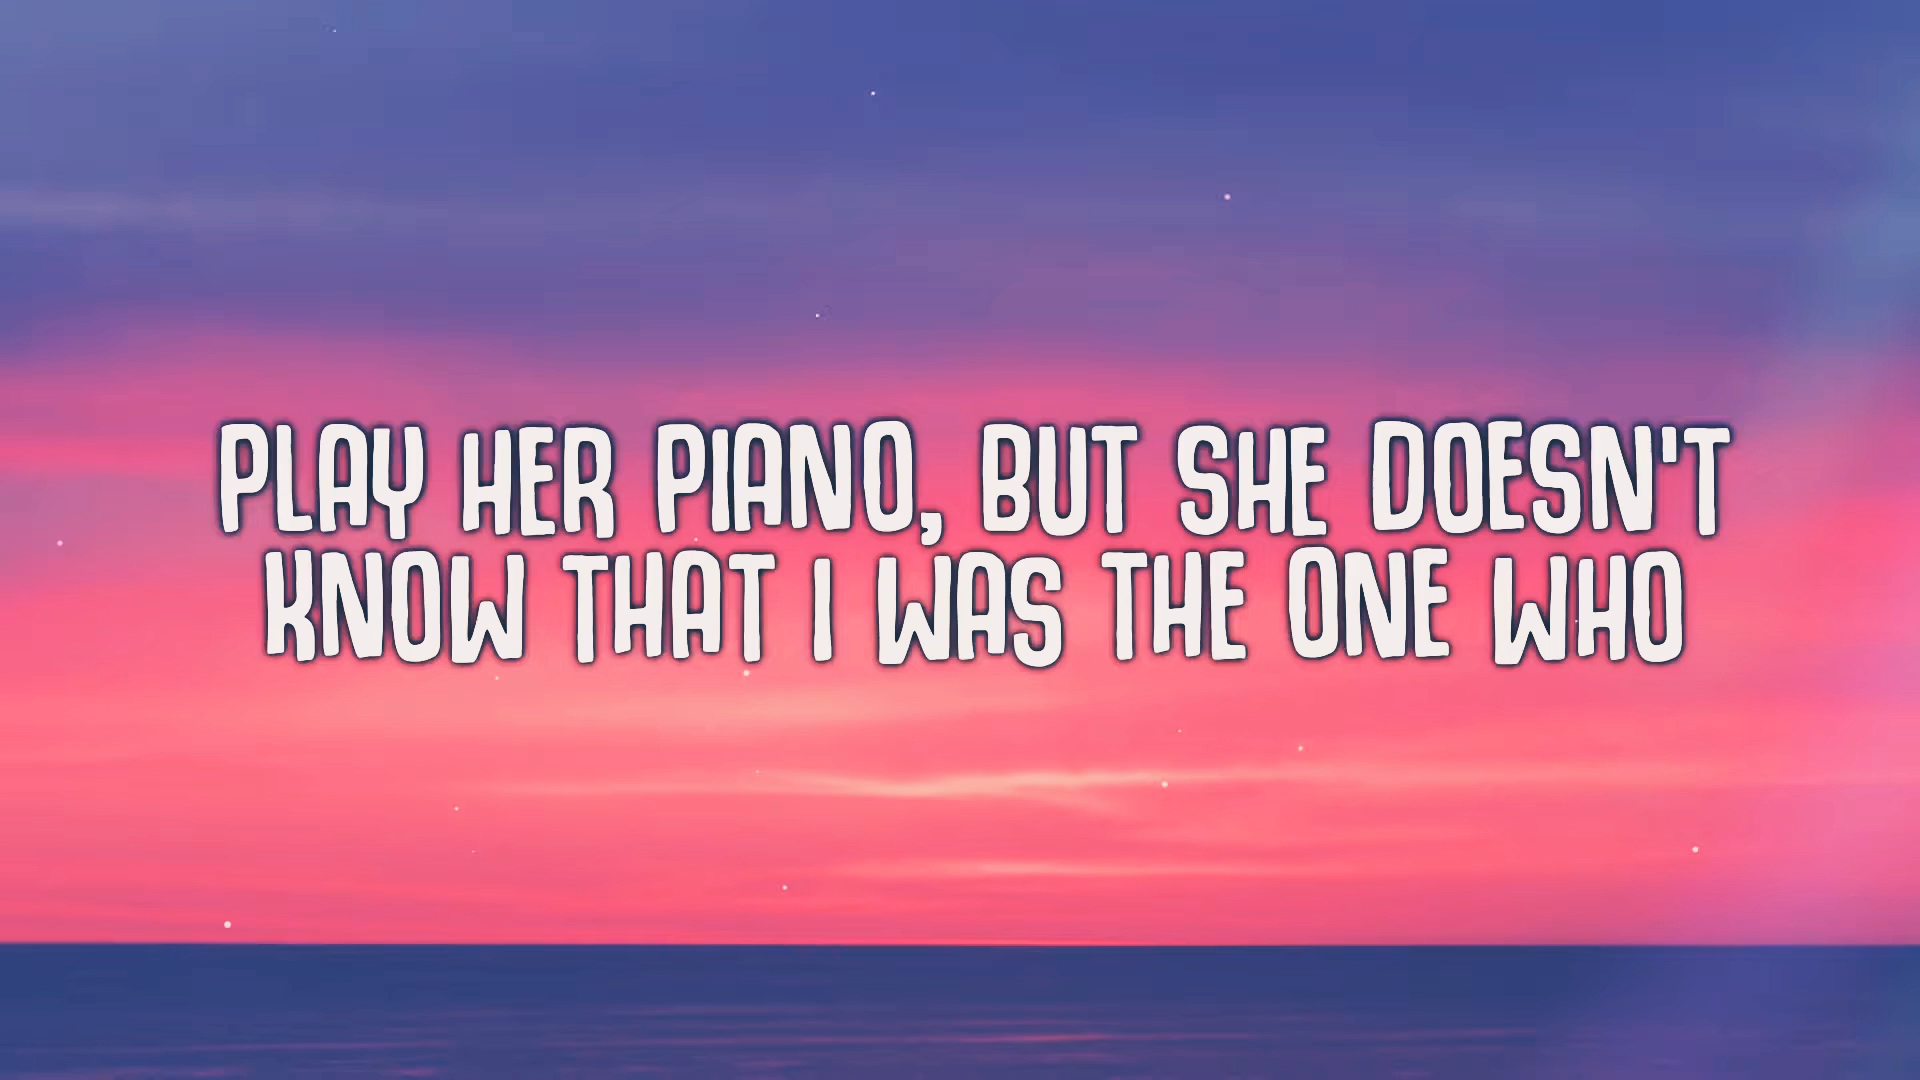 PLAY HER PIANO, BUT SHE DOESN'T
KNOW THAT I WAS THE ONE WHO